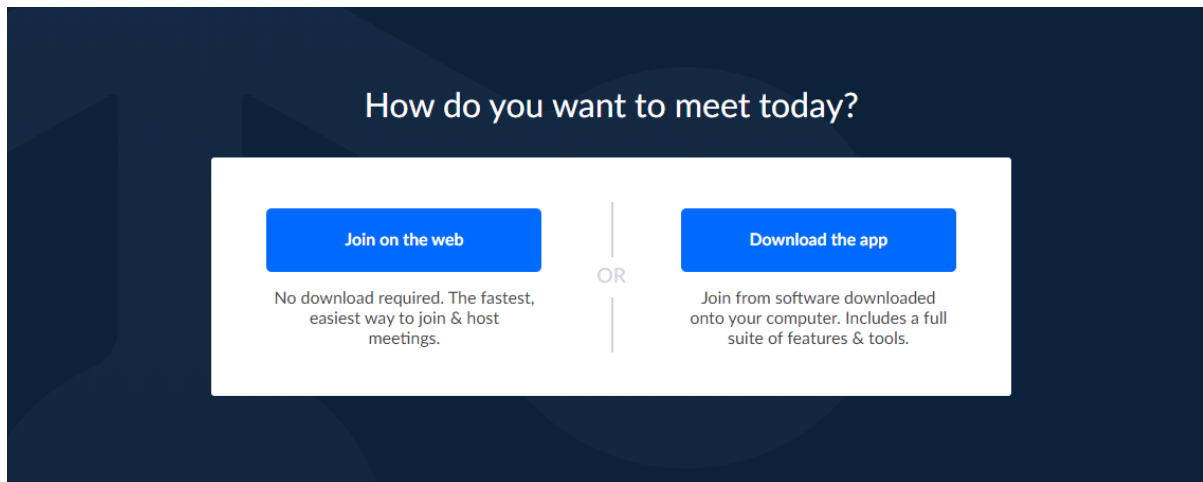 How do you want to meet today?
Join on the web
No download required. The fastest,
easiest way to join & host
meetings.
OR
Download the app
Join from software downloaded
onto your computer. Includes a full
suite of features & tools.